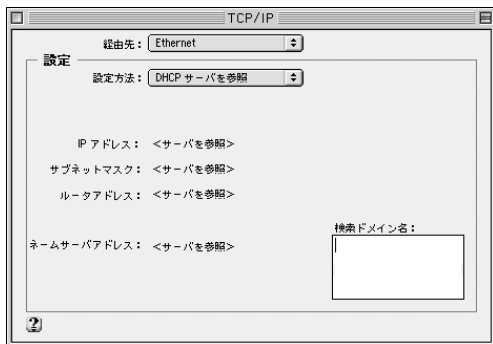 TCP/IP
経由先： Ethernet
設定
設定方法： DHCP サーバを参照
IP アドレス： <サーバを参照>
サブネットマスク： <サーバを参照>
ルータアドレス： <サーバを参照>
検索ドメイン名：
ネームサーバアドレス： <サーバを参照>
?